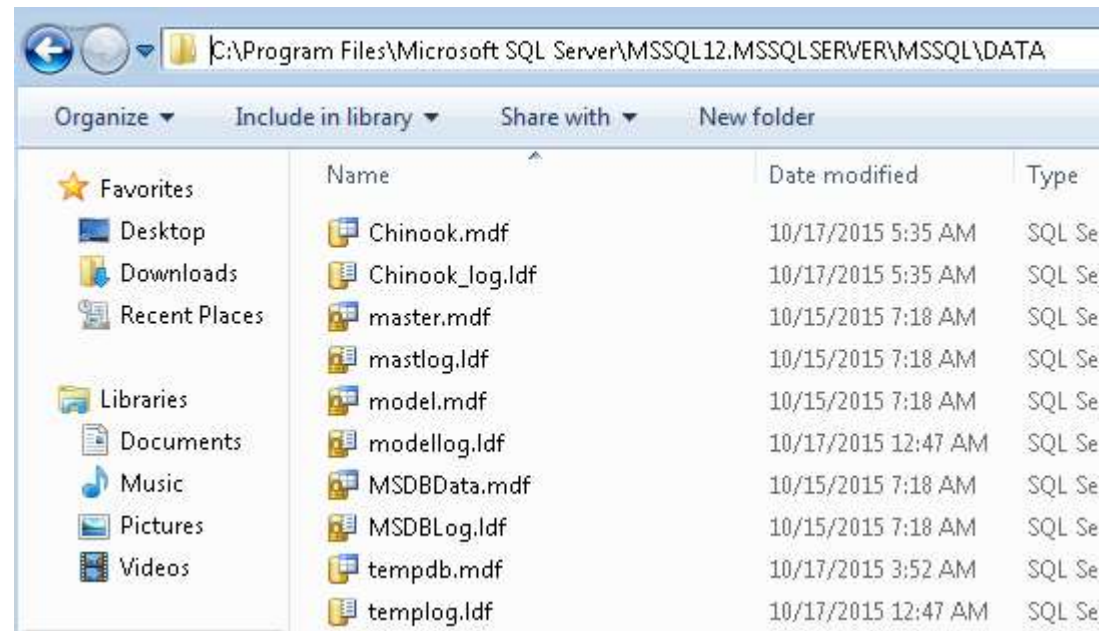 C:\Program Files\Microsoft SQL Server\MSSQL12.MSSQLSERVER\MSSQL\DATA
Organize Include in library Share with New folder
Favorites
Desktop
Downloads
Recent Places
Libraries
Documents
Music
Pictures
Videos
Name Date modified Type
Chinook.mdf 10/17/2015 5:35 AM SQL Se
Chinook_log.ldf 10/17/2015 5:35 AM SQL Se
master.mdf 10/15/2015 7:18 AM SQL Se
mastlog.ldf 10/15/2015 7:18 AM SQL Se
model.mdf 10/15/2015 7:18 AM SQL Se
modellog.ldf 10/17/2015 12:47 AM SQL Se
MSDBData.mdf 10/15/2015 7:18 AM SQL Se
MSDBLog.ldf 10/15/2015 7:18 AM SQL Se
tempdb.mdf 10/17/2015 3:52 AM SQL Se
templog.ldf 10/17/2015 12:47 AM SQL Se